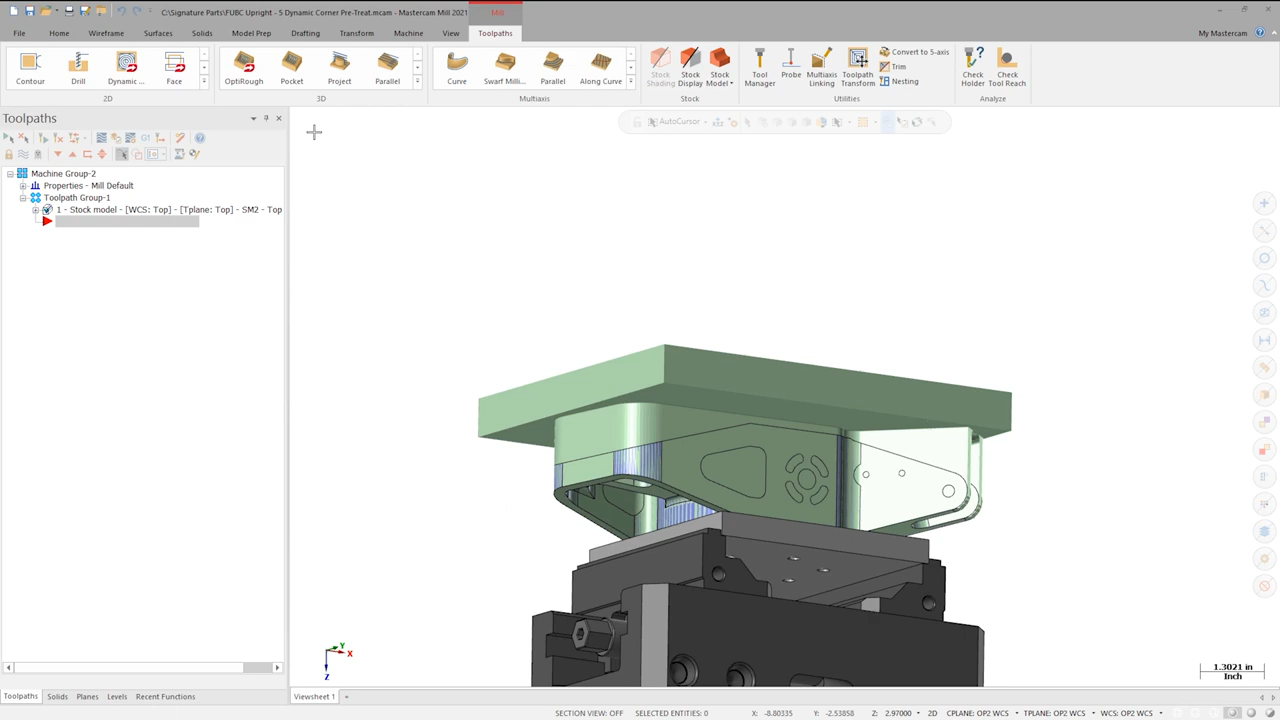 C:\Signature Parts\FUBC Upright - 5 Dynamic Corner Pre-Treat.mcam - Mastercam Mill 2021
Mill
File Home Wireframe Surfaces Solids Model Prep Drafting Transform Machine View Toolpaths My Mastercam
Contour Drill Dynamic ... Face
2D
OptiRough Pocket Project Parallel
3D
Curve Swarf Milli... Parallel Along Curve
Multiaxis
Stock Shading Stock Display Stock Model
Stock
Tool Manager Probe Multiaxis Linking Toolpath Transform
Convert to 5-axis
Trim
Nesting
Utilities
Check Holder Check Tool Reach
Analyze
Toolpaths
G1
AutoCursor
Machine Group-2
Properties - Mill Default
Toolpath Group-1
1 - Stock model - [WCS: Top] - [Tplane: Top] - SM2 - Top
Y
X
Z
1.3021 in
Inch
Toolpaths Solids Planes Levels Recent Functions
Viewsheet 1
SECTION VIEW: OFF SELECTED ENTITIES: 0 X: -8.80335 Y: -2.53858 Z: 2.97000 2D CPLANE: OP2 WCS TPLANE: OP2 WCS WCS: OP2 WCS